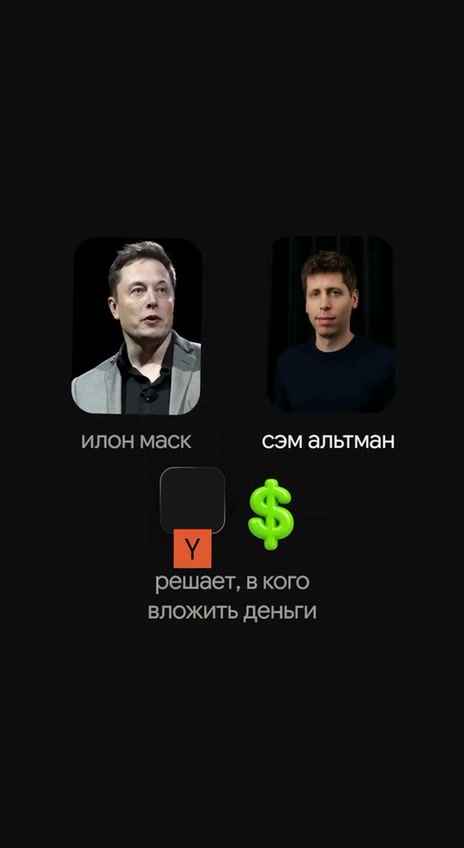 илон маск
сэм альтман
Y
решает, в кого
вложить деньги